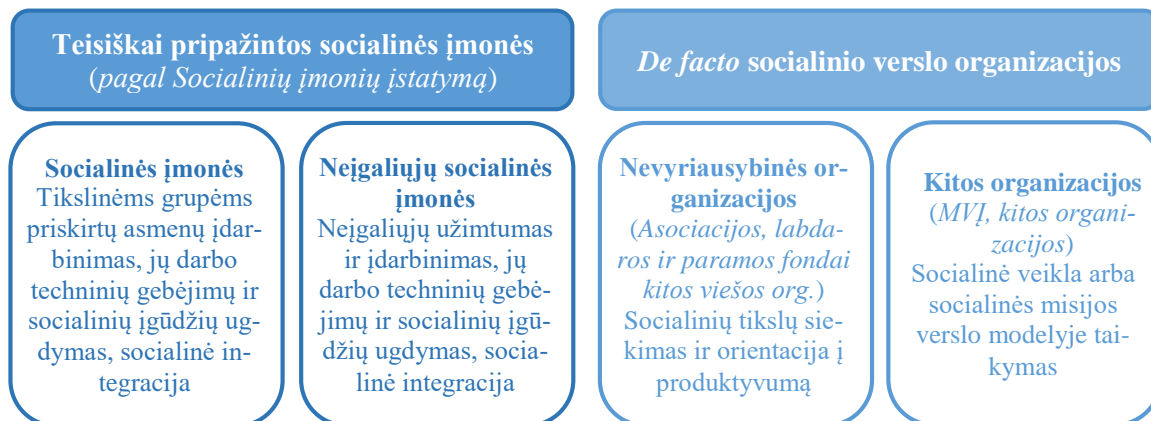 Teisiškai pripažintos socialinės įmonės
(pagal Socialinių įmonių įstatymą)
De facto socialinio verslo organizacijos
Socialinės įmonės
Tikslinėms grupėms
priskirtų asmenų įdar-
binimas, jų darbo
techninių gebėjimų ir
socialinių įgūdžių ug-
dymas, socialinė in-
tegracija
Neįgaliųjų socialinės
įmonės
Neįgaliųjų užimtumas
ir įdarbinimas, jų
darbo techninių gebė-
jimų ir socialinių įgū-
džių ugdymas, socia-
linė integracija
Nevyriausybinės or-
ganizacijos
(Asociacijos, labda-
ros ir paramos fondai
kitos viešos org.)
Socialinių tikslų sie-
kimas ir orientacija į
produktyvumą
Kitos organizacijos
(MVĮ, kitos organi-
zacijos)
Socialinė veikla arba
socialinės misijos
verslo modelyje tai-
kymas